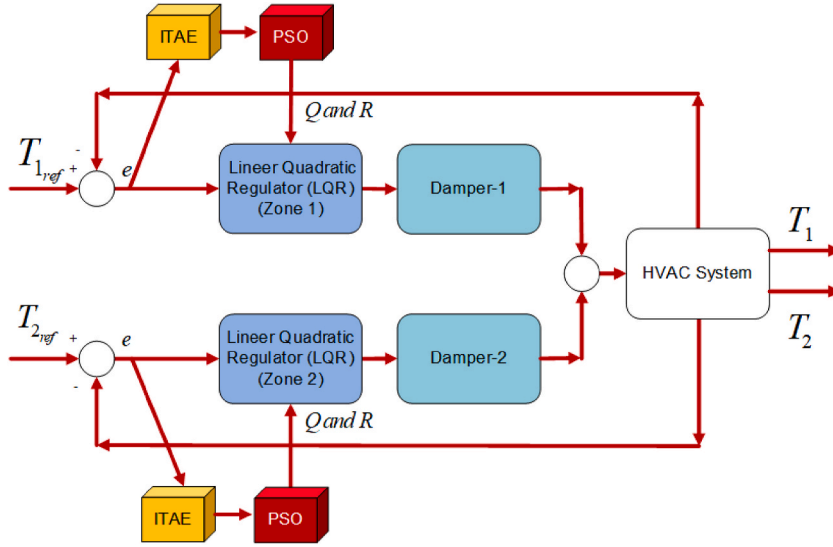 ITAE
PSO
Q and R
-
T1ref
+
e
Lineer Quadratic
Regulator (LQR)
(Zone 1)
Damper-1
HVAC System
T1
T2
T2ref
+
e
-
Lineer Quadratic
Regulator (LQR)
(Zone 2)
Damper-2
Q and R
ITAE
PSO